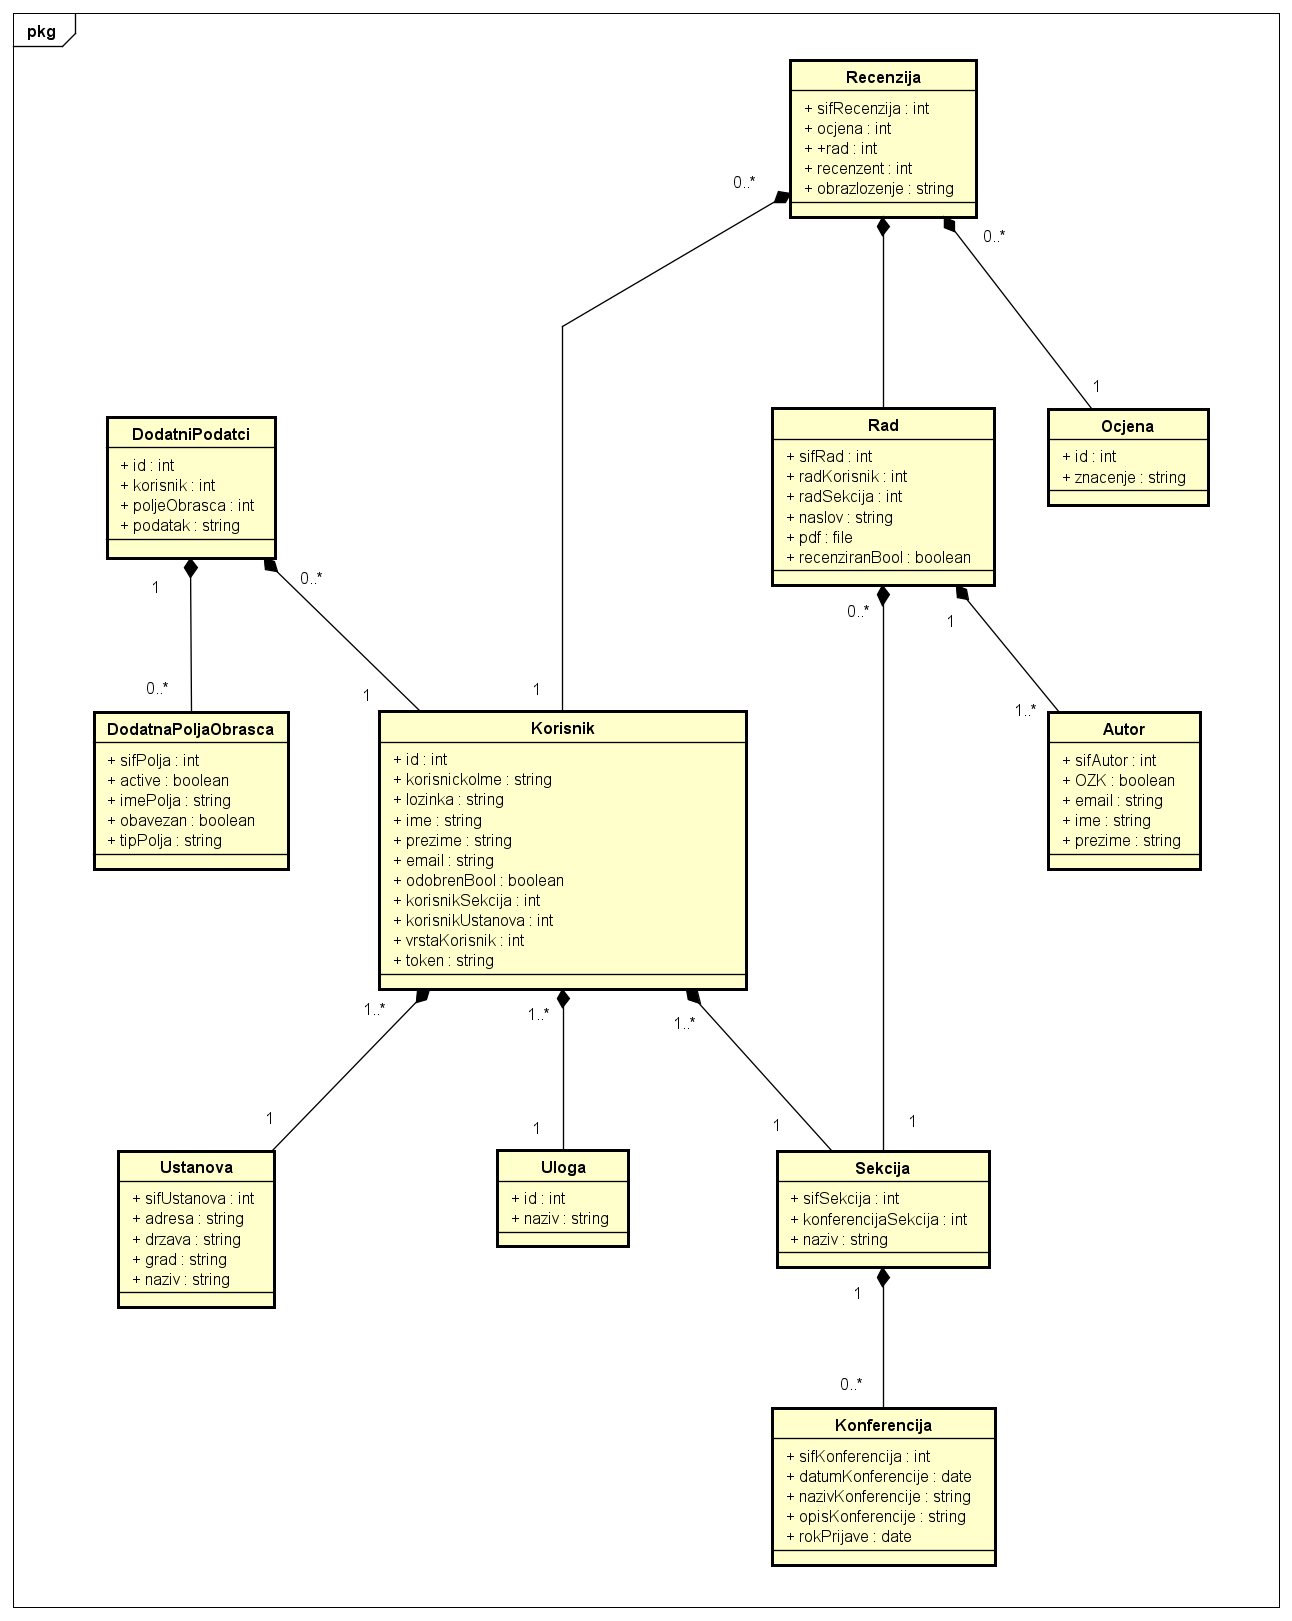 pkg
Recenzija
+ sifRecenzija : int
+ ocjena : int
+ +rad : int
+ recenzent : int
+ obrazlozenje : string
0..*
0..*
1
DodatniPodatci
+ id : int
+ korisnik : int
+ poljeObrasca : int
+ podatak : string
Rad
+ sifRad : int
+ radKorisnik : int
+ radSekcija : int
+ naslov : string
+ pdf : file
+ recenziranBool : boolean
Ocjena
+ id : int
+ znacenje : string
1
0..*
0..*
1
0..*
1
1
1..*
DodatnaPoljaObrasca
+ sifPolja : int
+ active : boolean
+ imePolja : string
+ obavezan : boolean
+ tipPolja : string
Korisnik
+ id : int
+ korisnickoIme : string
+ lozinka : string
+ ime : string
+ prezime : string
+ email : string
+ odobrenBool : boolean
+ korisnikSekcija : int
+ korisnikUstanova : int
+ vrstaKorisnik : int
+ token : string
Autor
+ sifAutor : int
+ OZK : boolean
+ email : string
+ ime : string
+ prezime : string
1..*
1..*
1..*
1
1
1
1
Ustanova
+ sifUstanova : int
+ adresa : string
+ drzava : string
+ grad : string
+ naziv : string
Uloga
+ id : int
+ naziv : string
Sekcija
+ sifSekcija : int
+ konferencijaSekcija : int
+ naziv : string
1
0..*
Konferencija
+ sifKonferencija : int
+ datumKonferencije : date
+ nazivKonferencije : string
+ opisKonferencije : string
+ rokPrijave : date